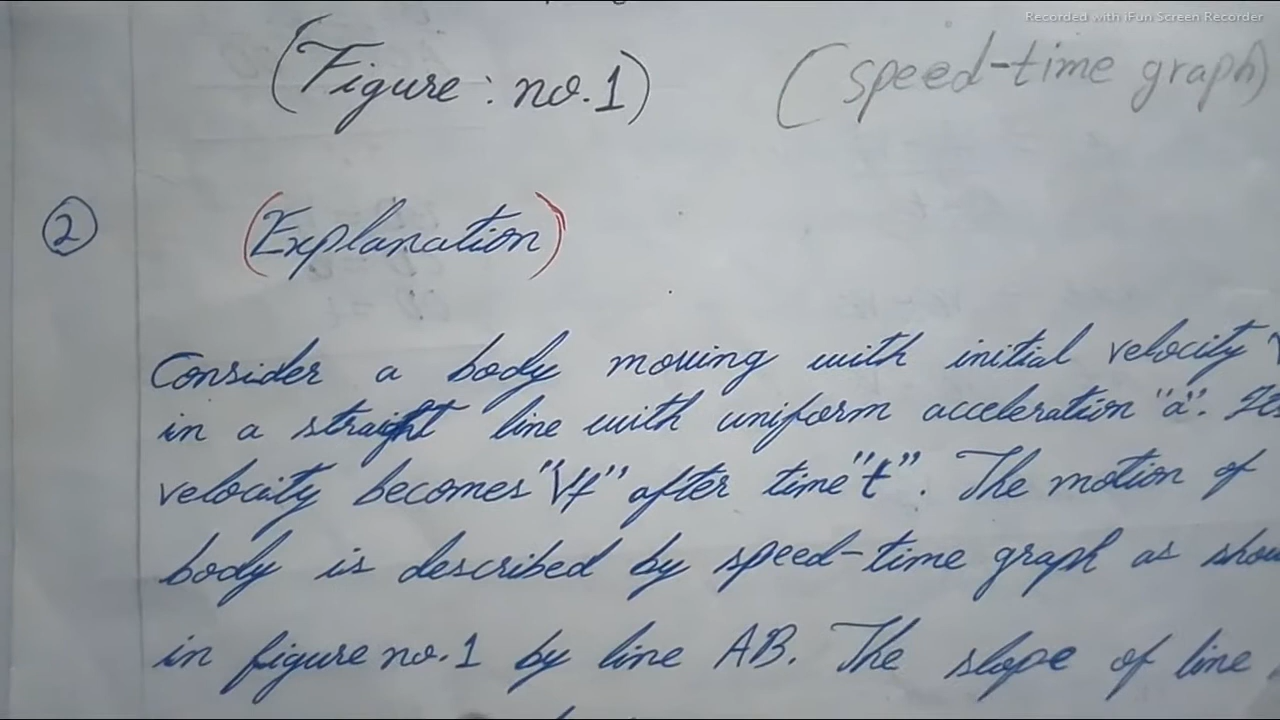 Recorded with iFun Screen Recorder
(Figure : no.1) (speed-time graph)
2 (Explanation)
Consider a body moving with initial velocity
in a straight line with uniform acceleration "a".
velocity becomes "Vf" after time "t". The motion of
body is described by speed-time graph as
in figure no.1 by line AB. The slope of line